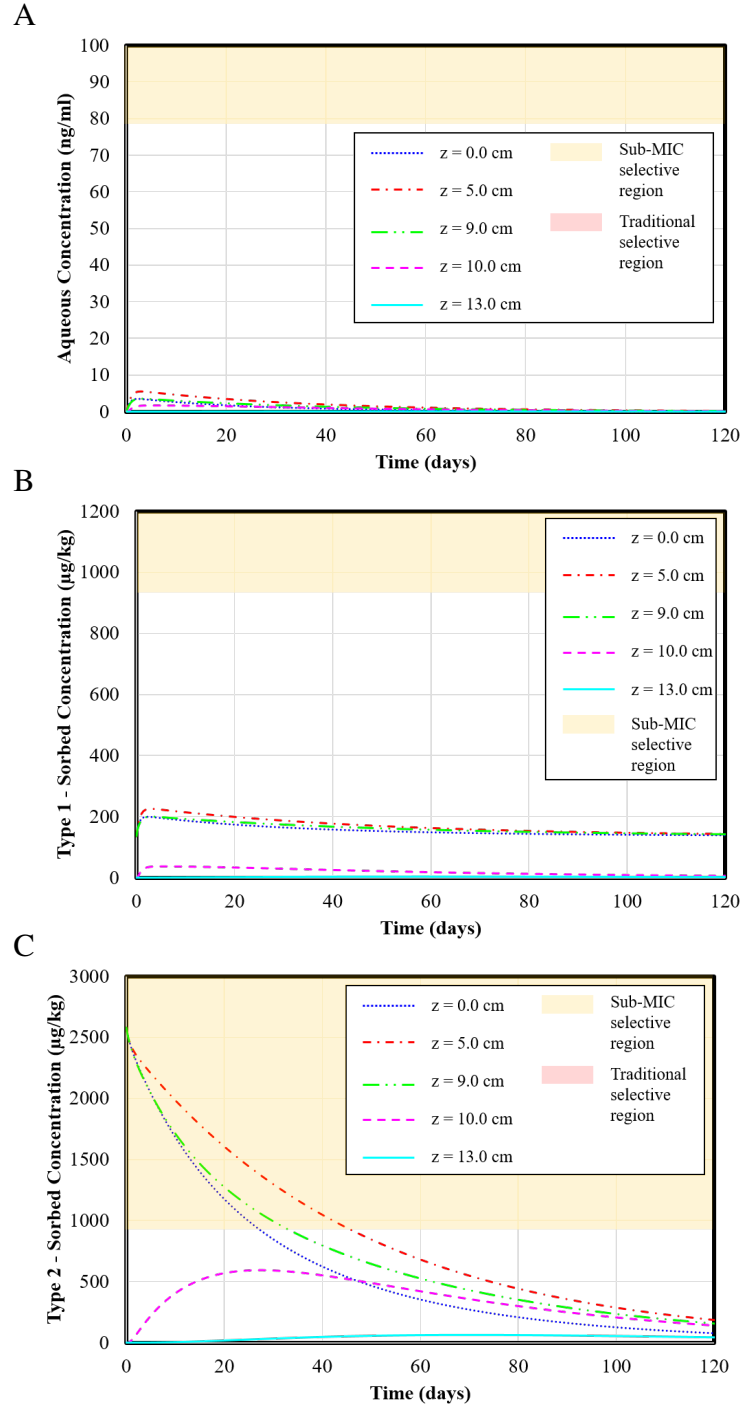 A
100
90
80
70
60
50
40
30
20
10
0
Aqueous Concentration (ng/ml)
z = 0.0 cm
z = 5.0 cm
z = 9.0 cm
z = 10.0 cm
z = 13.0 cm
Sub-MIC
selective
region
Traditional
selective
region
0 20 40 60 80 100 120
Time (days)
B
1200
1000
800
600
400
200
0
Type 1 - Sorbed Concentration (µg/kg)
z = 0.0 cm
z = 5.0 cm
z = 9.0 cm
z = 10.0 cm
z = 13.0 cm
Sub-MIC
selective
region
0 20 40 60 80 100 120
Time (days)
C
3000
2500
2000
1500
1000
500
0
Type 2 - Sorbed Concentration (µg/kg)
z = 0.0 cm
z = 5.0 cm
z = 9.0 cm
z = 10.0 cm
z = 13.0 cm
Sub-MIC
selective
region
Traditional
selective
region
0 20 40 60 80 100 120
Time (days)